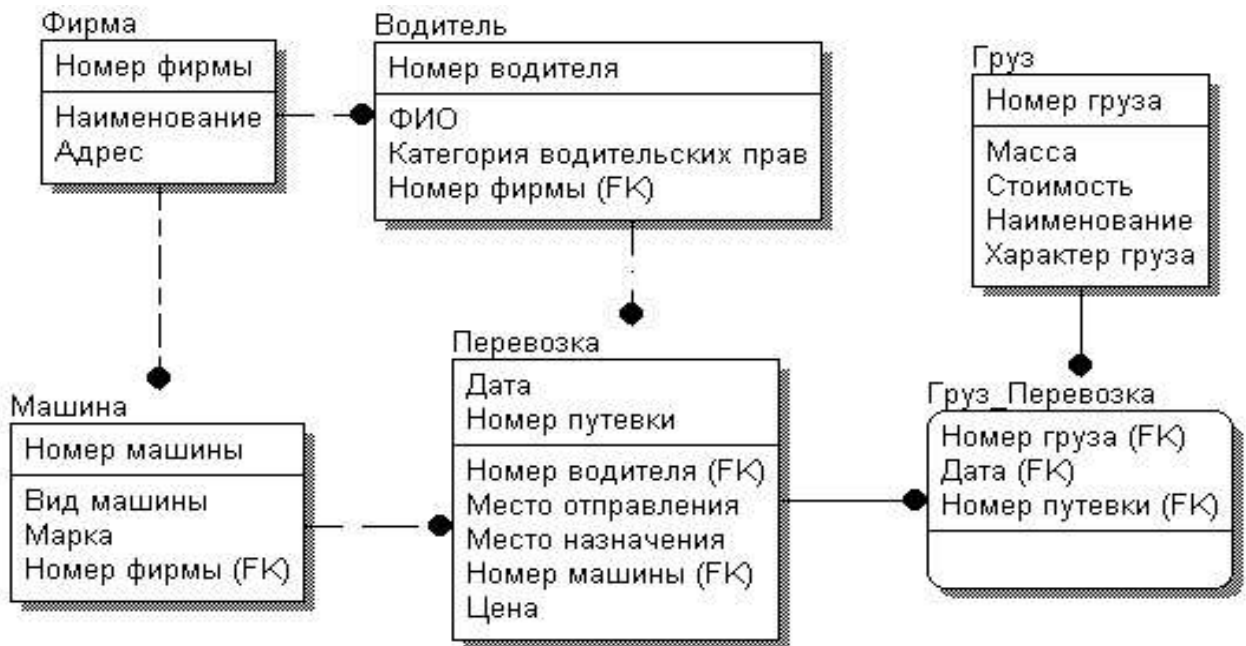 Фирма
Номер фирмы
Наименование
Адрес
Водитель
Номер водителя
ФИО
Категория водительских прав
Номер фирмы (FK)
Груз
Номер груза
Масса
Стоимость
Наименование
Характер груза
Машина
Номер машины
Вид машины
Марка
Номер фирмы (FK)
Перевозка
Дата
Номер путевки
Номер водителя (FK)
Место отправления
Место назначения
Номер машины (FK)
Цена
Груз_Перевозка
Номер груза (FK)
Дата (FK)
Номер путевки (FK)